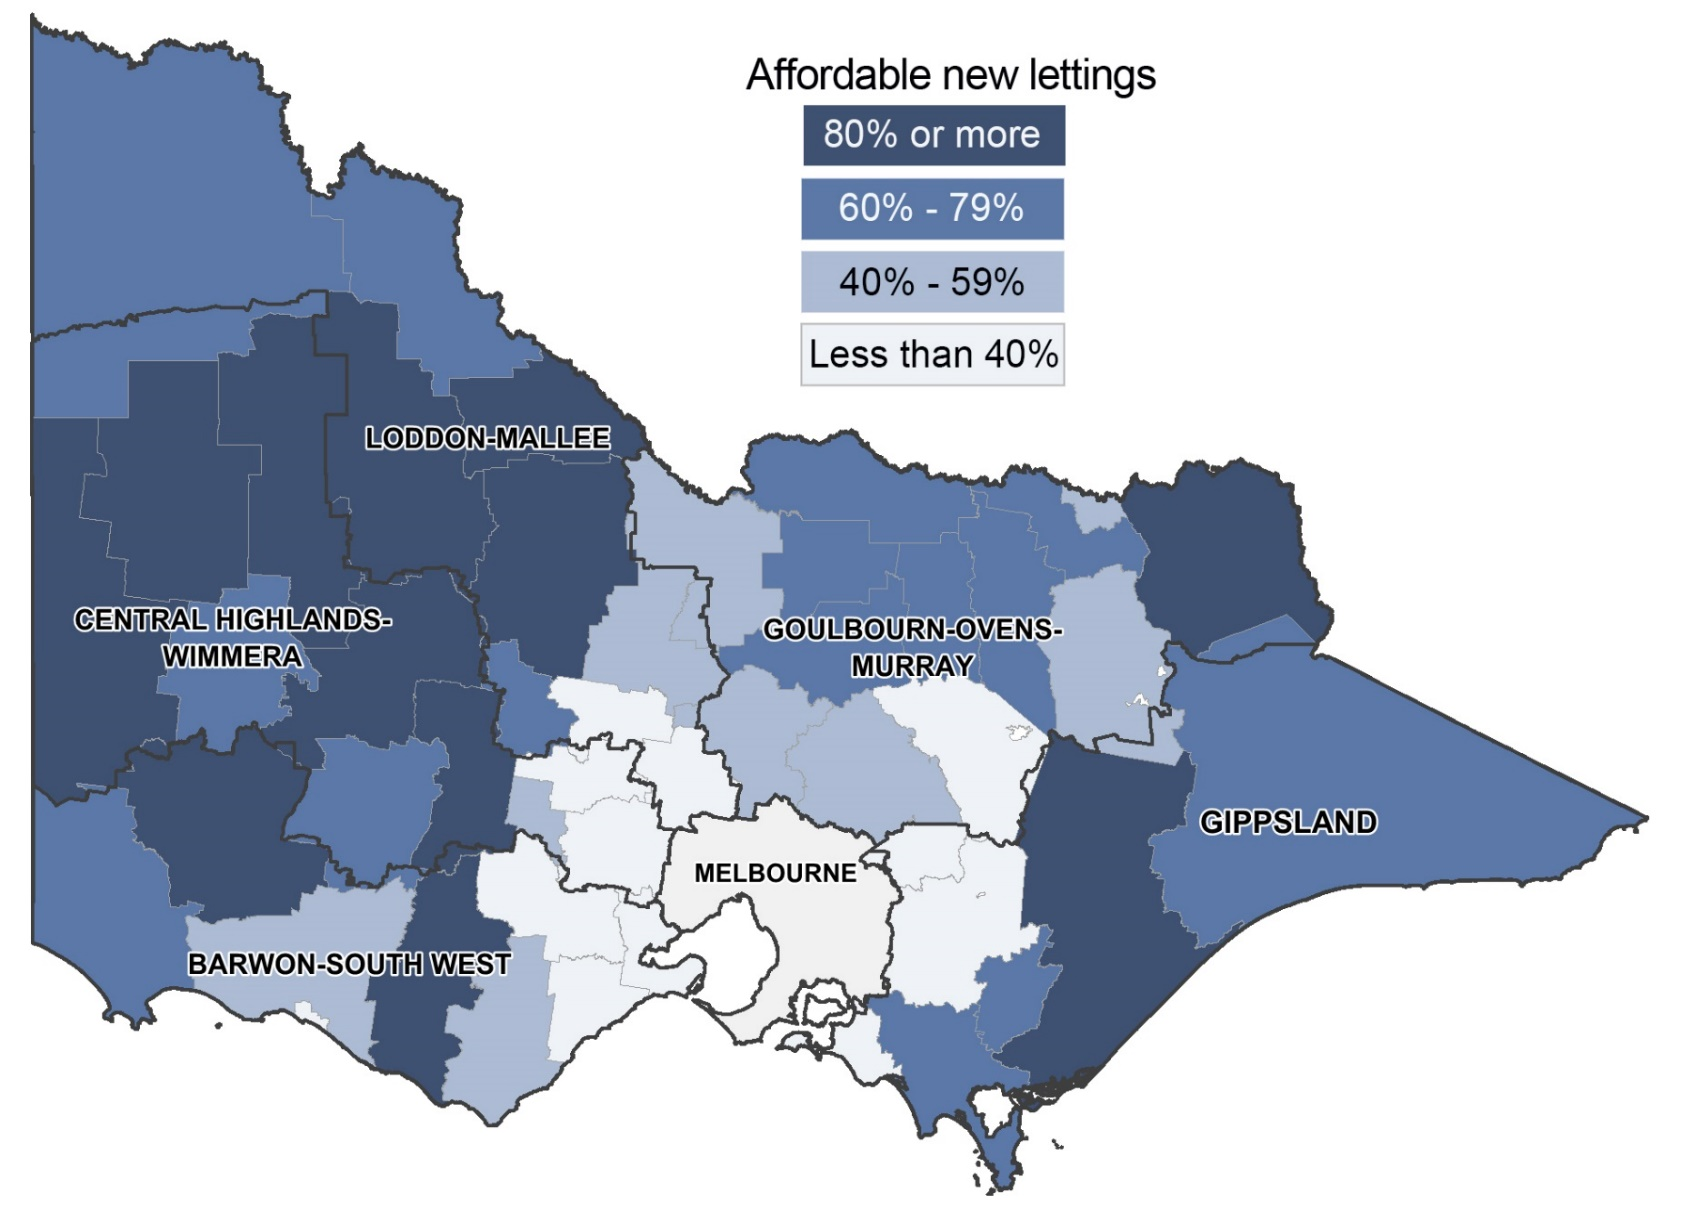 Affordable new lettings
80% or more
60% - 79%
40% - 59%
Less than 40%
LODDON-MALLEE
CENTRAL HIGHLANDS-
WIMMERA
GOULBOURN-OVENS-
MURRAY
GIPPSLAND
MELBOURNE
BARWON-SOUTH WEST